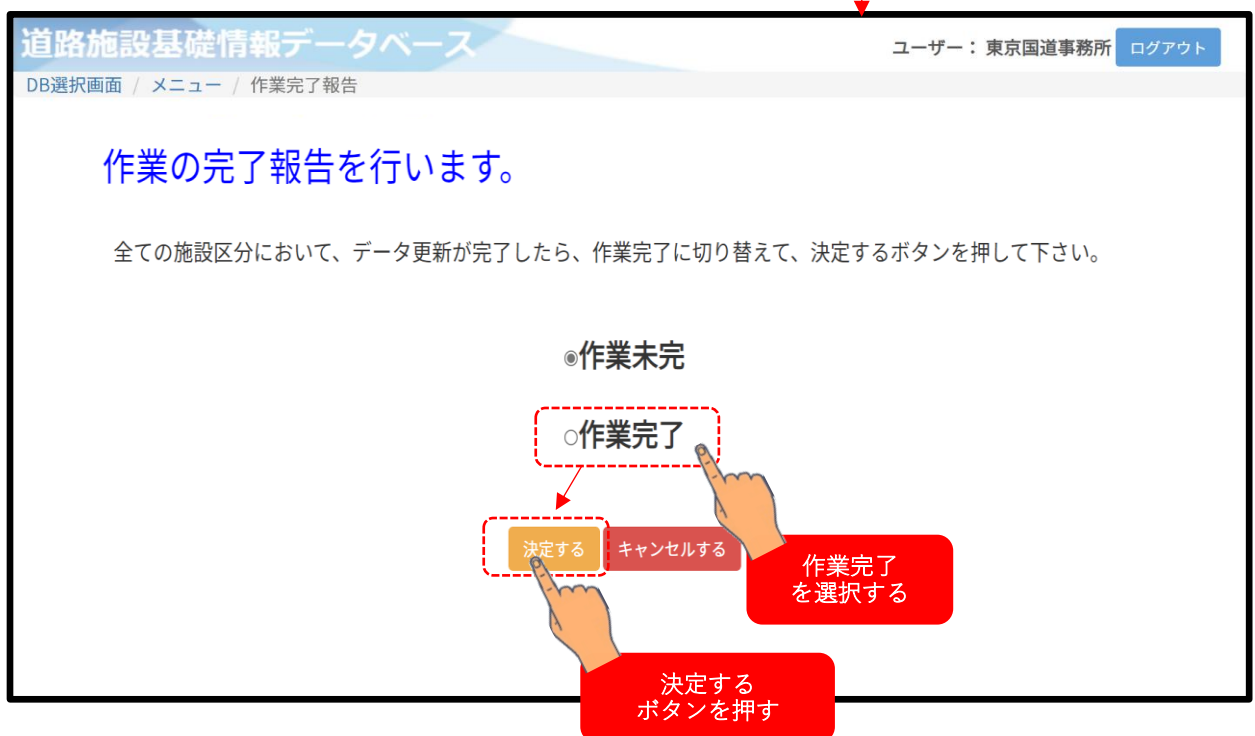 道路施設基礎情報データベース
ユーザー： 東京国道事務所 ログアウト
DB選択画面 / メニュー / 作業完了報告
作業の完了報告を行います。
全ての施設区分において、データ更新が完了したら、作業完了に切り替えて、決定するボタンを押して下さい。
作業未完
作業完了
決定する キャンセルする
作業完了
を選択する
決定する
ボタンを押す